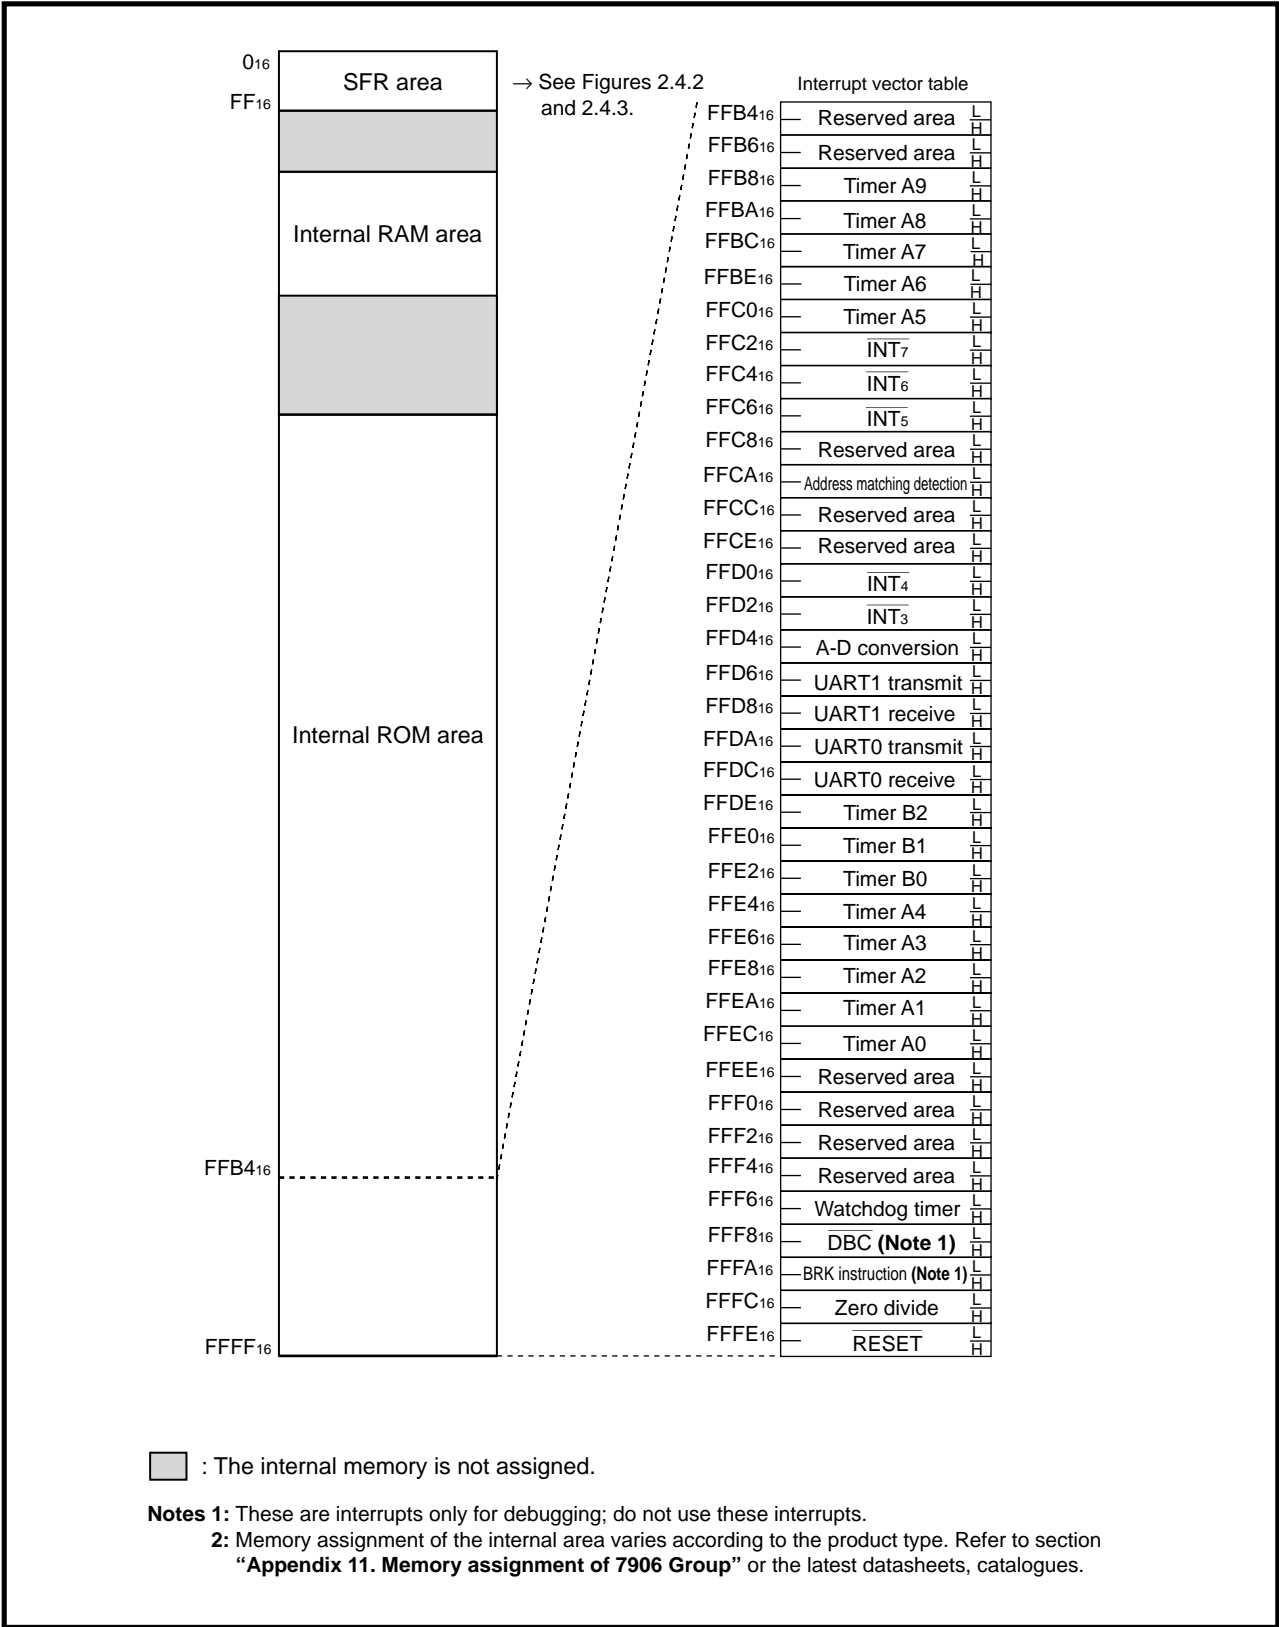 0₁₆
SFR area
FF₁₆
→ See Figures 2.4.2
and 2.4.3.
Internal RAM area
Internal ROM area
FFB4₁₆
FFFF₁₆
Interrupt vector table
FFB4₁₆ Reserved area L H
FFB6₁₆ Reserved area L H
FFB8₁₆ Timer A9 L H
FFBA₁₆ Timer A8 L H
FFBC₁₆ Timer A7 L H
FFBE₁₆ Timer A6 L H
FFC0₁₆ Timer A5 L H
FFC2₁₆ INT₇ L H
FFC4₁₆ INT₆ L H
FFC6₁₆ INT₅ L H
FFC8₁₆ Reserved area L H
FFCA₁₆ Address matching detection L H
FFCC₁₆ Reserved area L H
FFCE₁₆ Reserved area L H
FFD0₁₆ INT₄ L H
FFD2₁₆ INT₃ L H
FFD4₁₆ A-D conversion L H
FFD6₁₆ UART1 transmit L H
FFD8₁₆ UART1 receive L H
FFDA₁₆ UART0 transmit L H
FFDC₁₆ UART0 receive L H
FFDE₁₆ Timer B2 L H
FFE0₁₆ Timer B1 L H
FFE2₁₆ Timer B0 L H
FFE4₁₆ Timer A4 L H
FFE6₁₆ Timer A3 L H
FFE8₁₆ Timer A2 L H
FFEA₁₆ Timer A1 L H
FFEC₁₆ Timer A0 L H
FFEE₁₆ Reserved area L H
FFF0₁₆ Reserved area L H
FFF2₁₆ Reserved area L H
FFF4₁₆ Reserved area L H
FFF6₁₆ Watchdog timer L H
FFF8₁₆ DBC (Note 1) L H
FFFA₁₆ BRK instruction (Note 1) L H
FFFC₁₆ Zero divide L H
FFFE₁₆ RESET L H
: The internal memory is not assigned.
Notes 1: These are interrupts only for debugging; do not use these interrupts.
2: Memory assignment of the internal area varies according to the product type. Refer to section
“Appendix 11. Memory assignment of 7906 Group” or the latest datasheets, catalogues.